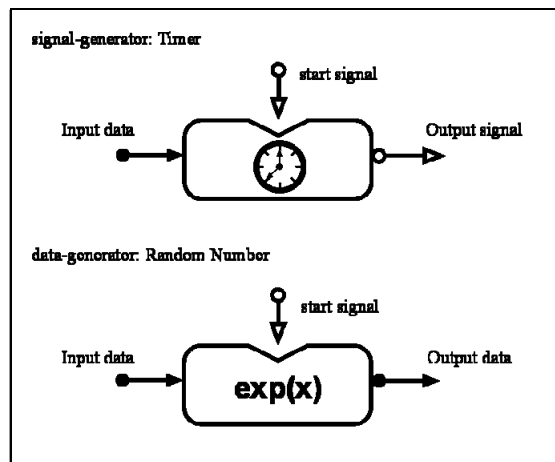 signal-generator: Timer
start signal
Input data
Output signal
data-generator: Random Number
start signal
Input data
Output data
exp(x)